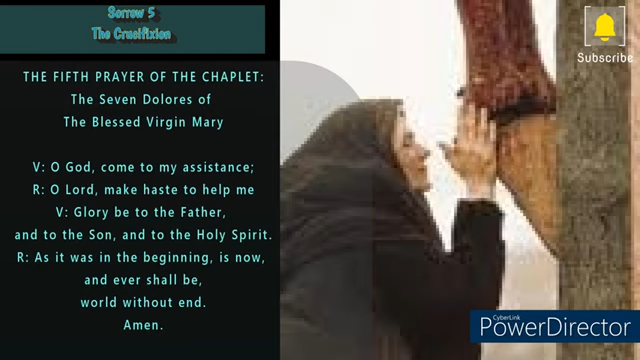 Sorrow 5
The Crucifixion
THE FIFTH PRAYER OF THE CHAPLET:
The Seven Dolores of
The Blessed Virgin Mary
V: O God, come to my assistance;
R: O Lord, make haste to help me
V: Glory be to the Father,
and to the Son, and to the Holy Spirit.
R: As it was in the beginning, is now,
and ever shall be,
world without end.
Amen.
Subscribe
CyberLink
PowerDirector